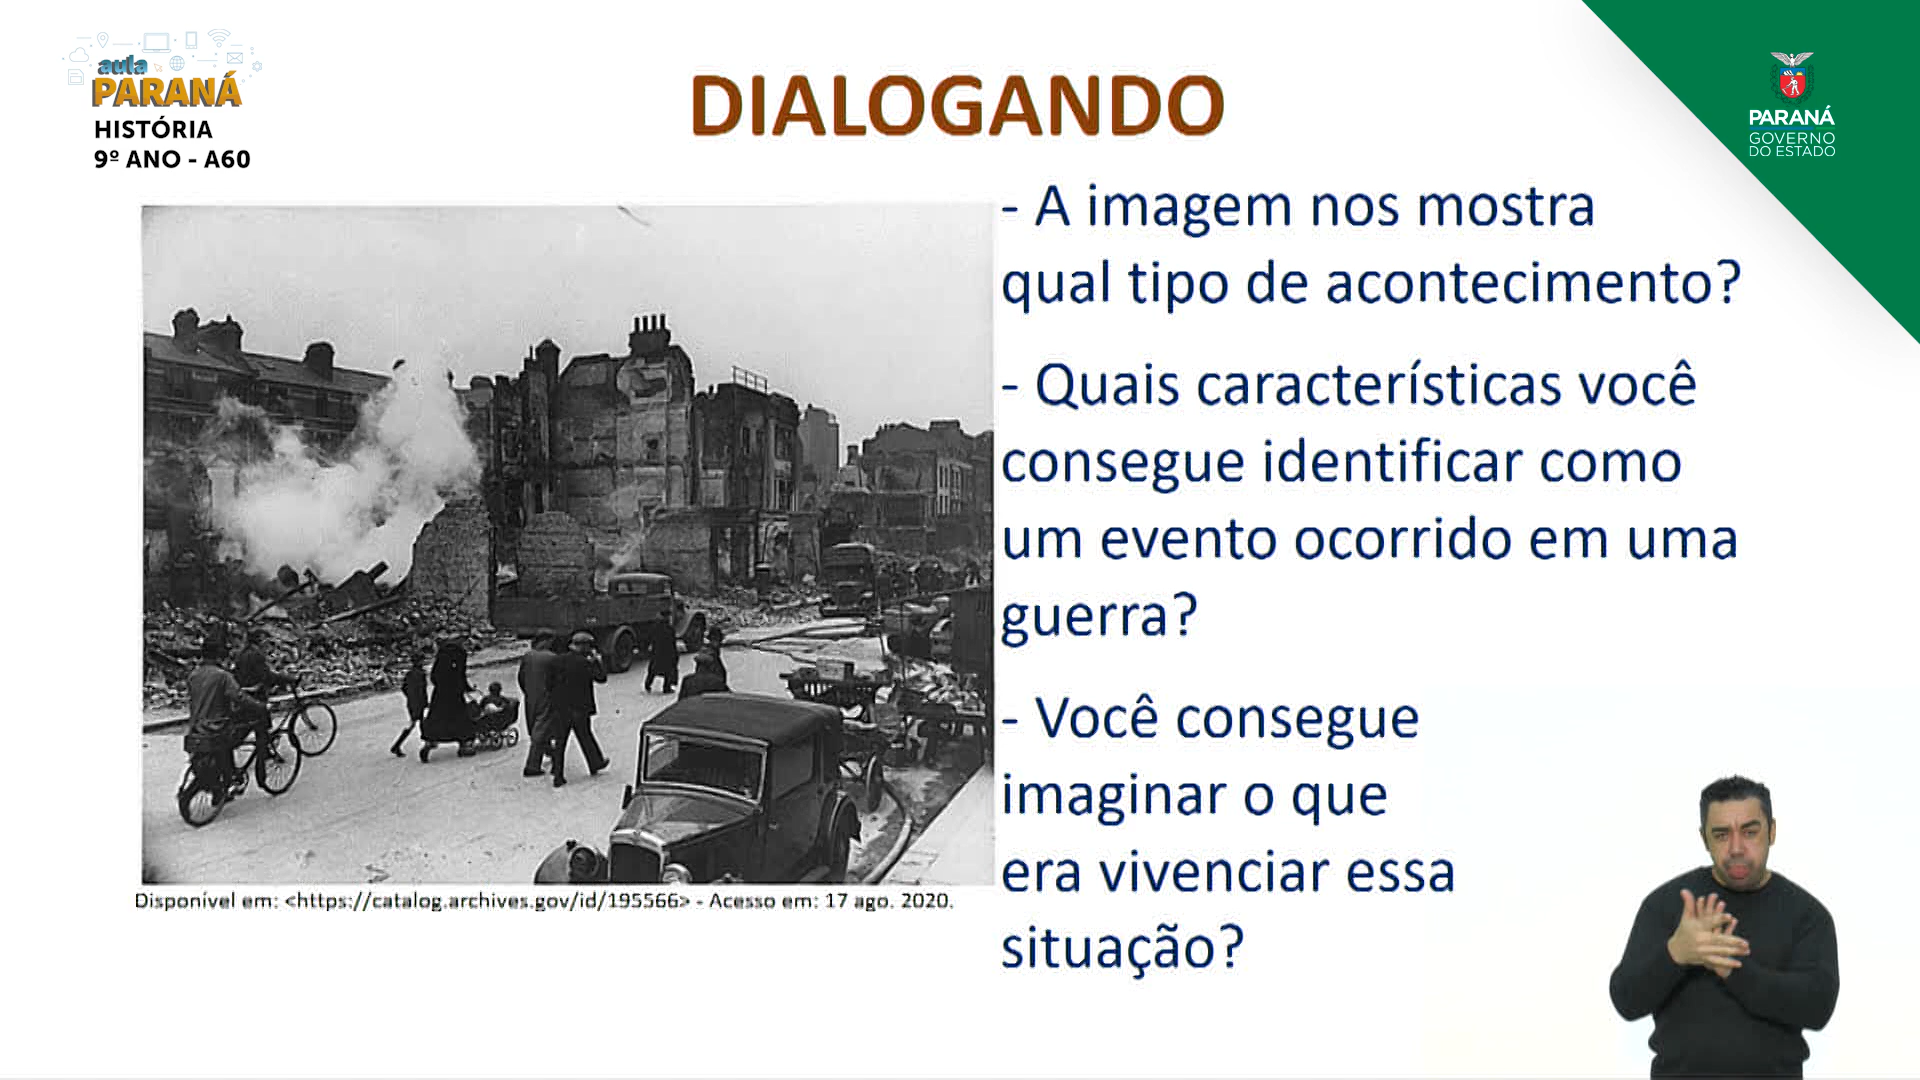 aula
PARANÁ
HISTÓRIA
9º ANO - A60
DIALOGANDO
PARANÁ
GOVERNO
DO ESTADO
- A imagem nos mostra
qual tipo de acontecimento?
- Quais características você
consegue identificar como
um evento ocorrido em uma
guerra?
- Você consegue
imaginar o que
era vivenciar essa
situação?
Disponível em: <https://catalog.archives.gov/id/195566> - Acesso em: 17 ago. 2020.